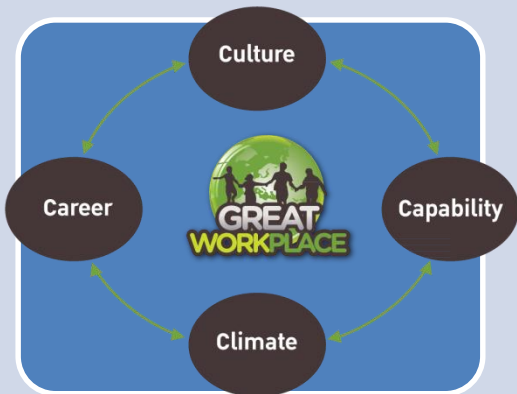 Culture
Career
Capability
GREAT
WORKPLACE
Climate